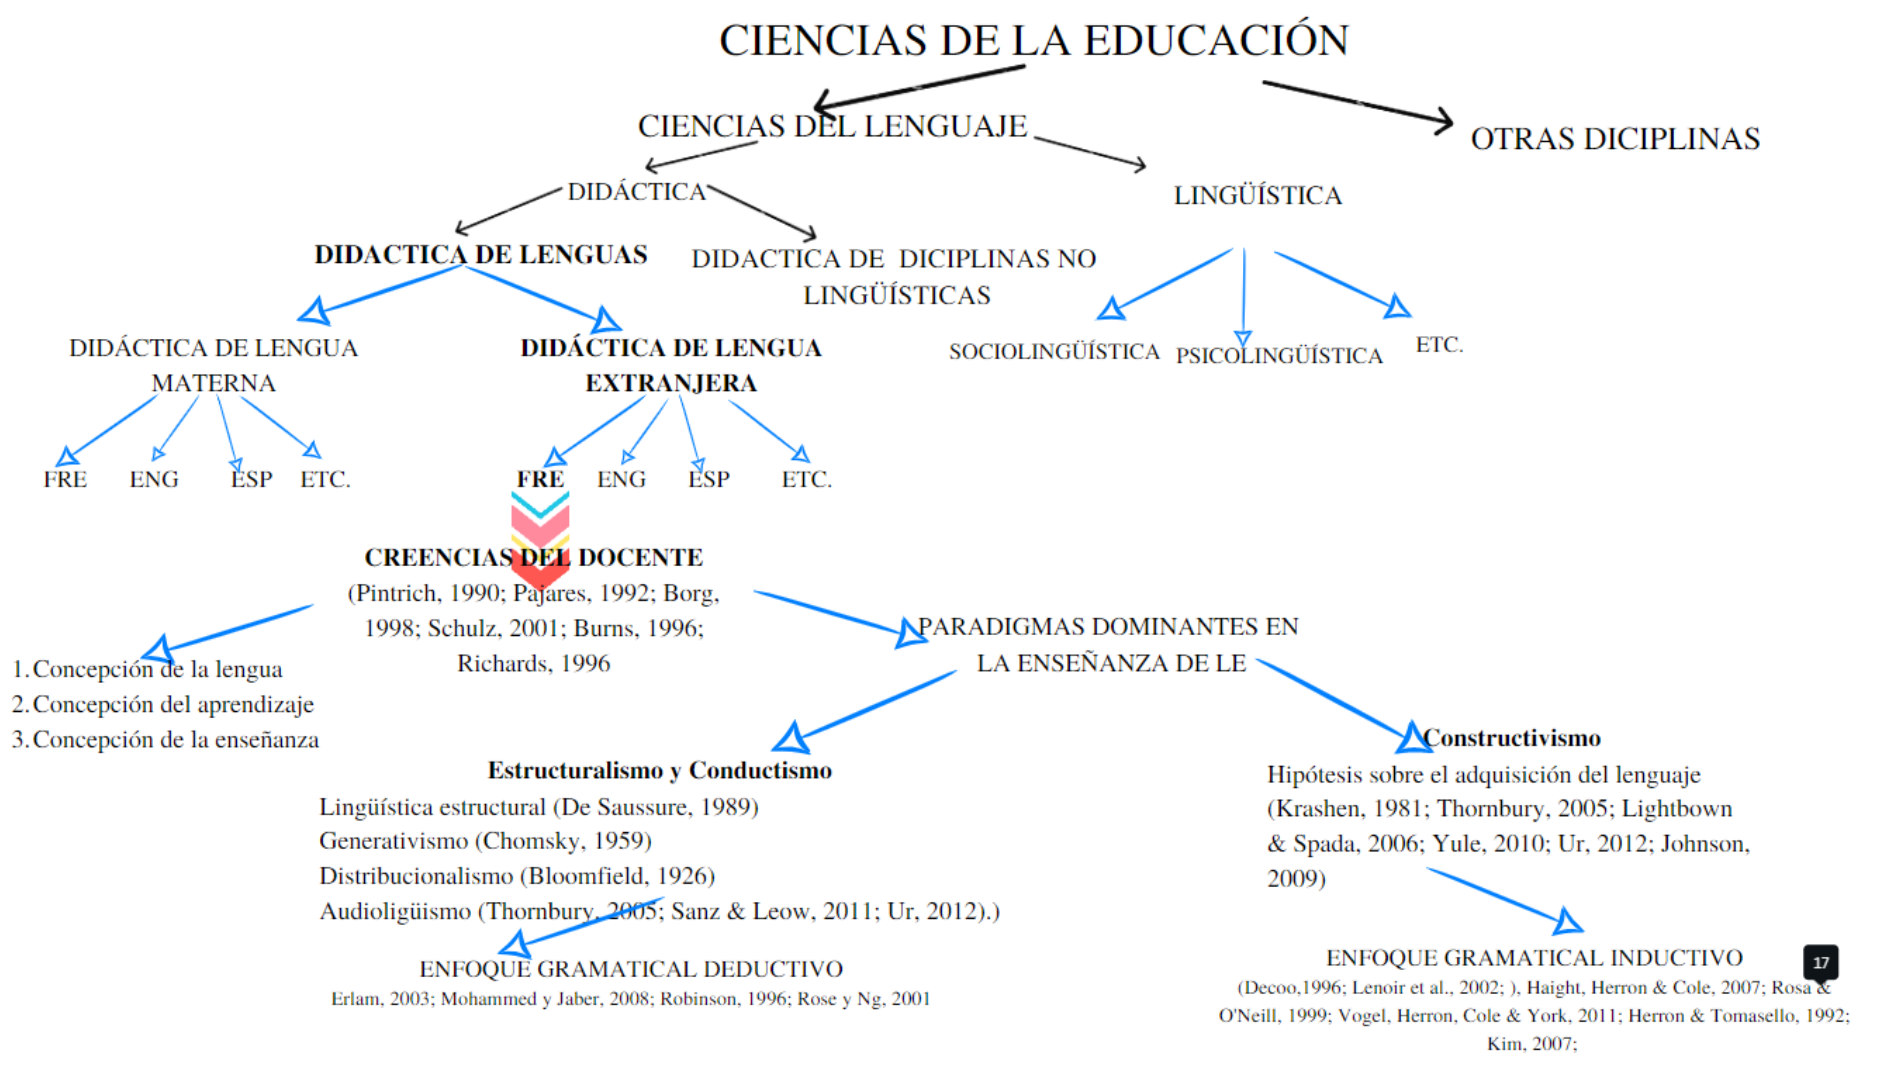 CIENCIAS DE LA EDUCACIÓN
CIENCIAS DEL LENGUAJE
OTRAS DICIPLINAS
DIDÁCTICA
LINGÜÍSTICA
DIDACTICA DE LENGUAS
DIDACTICA DE DICIPLINAS NO
LINGÜÍSTICAS
DIDÁCTICA DE LENGUA
MATERNA
DIDÁCTICA DE LENGUA
EXTRANJERA
SOCIOLINGÜÍSTICA
PSICOLINGÜÍSTICA
ETC.
FRE
ENG
ESP
ETC.
FRE
ENG
ESP
ETC.
CREENCIAS DEL DOCENTE
(Pintrich, 1990; Pajares, 1992; Borg,
1998; Schulz, 2001; Burns, 1996;
Richards, 1996
1. Concepción de la lengua
2. Concepción del aprendizaje
3. Concepción de la enseñanza
PARADIGMAS DOMINANTES EN
LA ENSEÑANZA DE LE
Estructuralismo y Conductismo
Lingüística estructural (De Saussure, 1989)
Generativismo (Chomsky, 1959)
Distribucionalismo (Bloomfield, 1926)
Audioligüismo (Thornbury, 2005; Sanz & Leow, 2011; Ur, 2012).)
ENFOQUE GRAMATICAL DEDUCTIVO
Erlam, 2003; Mohammed y Jaber, 2008; Robinson, 1996; Rose y Ng, 2001
Constructivismo
Hipótesis sobre el adquisición del lenguaje
(Krashen, 1981; Thornbury, 2005; Lightbown
& Spada, 2006; Yule, 2010; Ur, 2012; Johnson,
2009)
ENFOQUE GRAMATICAL INDUCTIVO
(Decoo,1996; Lenoir et al., 2002; ), Haight, Herron & Cole, 2007; Rosa &
O'Neill, 1999; Vogel, Herron, Cole & York, 2011; Herron & Tomasello, 1992;
Kim, 2007;
17